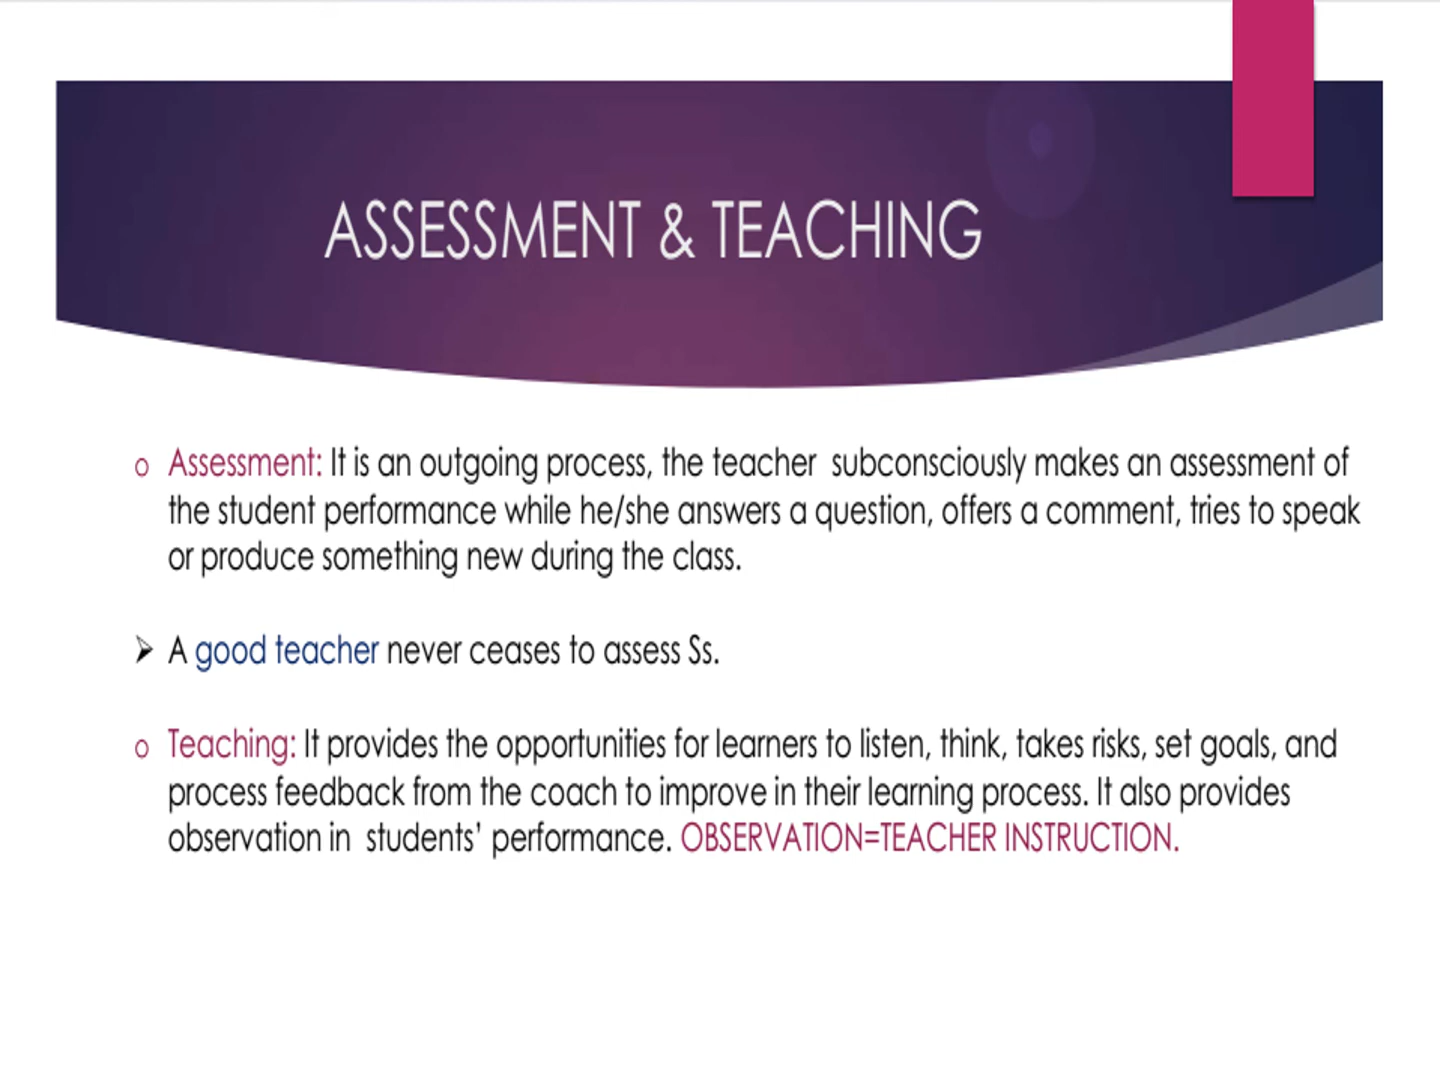 ASSESSMENT & TEACHING
o Assessment: It is an outgoing process, the teacher subconsciously makes an assessment of
the student performance while he/she answers a question, offers a comment, tries to speak
or produce something new during the class.
➢ A good teacher never ceases to assess Ss.
o Teaching: It provides the opportunities for learners to listen, think, takes risks, set goals, and
process feedback from the coach to improve in their learning process. It also provides
observation in students’ performance. OBSERVATION=TEACHER INSTRUCTION.